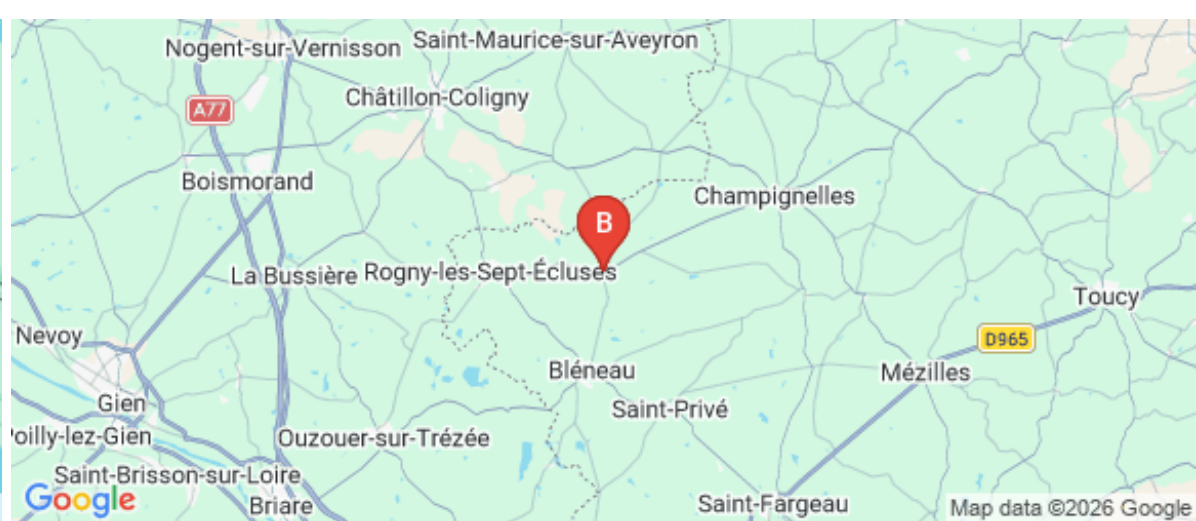 Nogent-sur-Vernisson
Saint-Maurice-sur-Aveyron
Châtillon-Coligny
A77
Boismorand
Champignelles
B
La Bussière
Rogny-les-Sept-Écluses
Toucy
Nevoy
D965
Bléneau
Mézilles
Gien
Saint-Privé
Poilly-lez-Gien
Ouzouer-sur-Trézée
Saint-Brisson-sur-Loire
Google
Briare
Saint-Fargeau
Map data ©2026 Google